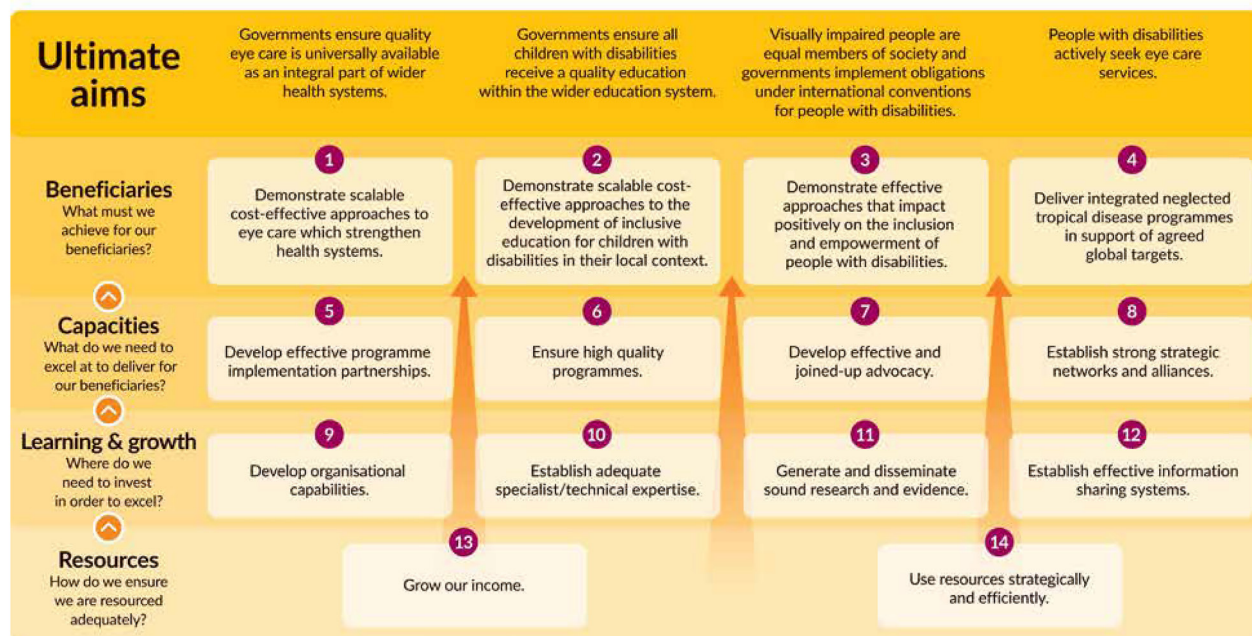 Ultimate
aims
Governments ensure quality
eye care is universally available
as an integral part of wider
health systems.
Governments ensure all
children with disabilities
receive a quality education
within the wider education system.
Visually impaired people are
equal members of society and
governments implement obligations
under international conventions
for people with disabilities.
People with disabilities
actively seek eye care
services.
Beneficiaries
What must we
achieve for our
beneficiaries?
1
Demonstrate scalable
cost-effective approaches to
eye care which strengthen
health systems.
2
Demonstrate scalable cost-
effective approaches to the
development of inclusive
education for children with
disabilities in their local context.
3
Demonstrate effective
approaches that impact
positively on the inclusion
and empowerment of
people with disabilities.
4
Deliver integrated neglected
tropical disease programmes
in support of agreed
global targets.
Capacities
What do we need to
excel at to deliver for
our beneficiaries?
5
Develop effective programme
implementation partnerships.
6
Ensure high quality
programmes.
7
Develop effective and
joined-up advocacy.
8
Establish strong strategic
networks and alliances.
Learning & growth
Where do we
need to invest
in order to excel?
9
Develop organisational
capabilities.
10
Establish adequate
specialist/technical expertise.
11
Generate and disseminate
sound research and evidence.
12
Establish effective information
sharing systems.
Resources
How do we ensure
we are resourced
adequately?
13
Grow our income.
14
Use resources strategically
and efficiently.